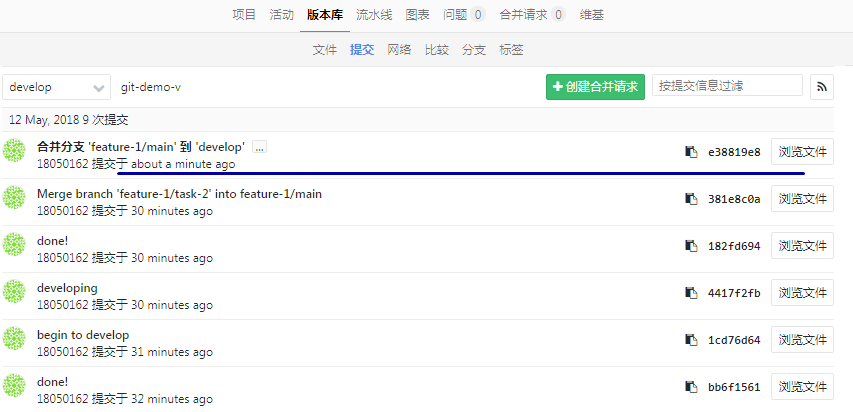 项目 活动 版本库 流水线 图表 问题 0 合并请求 0 维基
文件 提交 网络 比较 分支 标签
develop git-demo-v 创建合并请求 按提交信息过滤
12 May, 2018 9 次提交
合并分支 'feature-1/main' 到 'develop' ...
18050162 提交于 about a minute ago e38819e8 浏览文件
Merge branch 'feature-1/task-2' into feature-1/main
18050162 提交于 30 minutes ago 381e8c0a 浏览文件
done!
18050162 提交于 30 minutes ago 182fd694 浏览文件
developing
18050162 提交于 30 minutes ago 4417f2fb 浏览文件
begin to develop
18050162 提交于 31 minutes ago 1cd76d64 浏览文件
done!
18050162 提交于 32 minutes ago bb6f1561 浏览文件